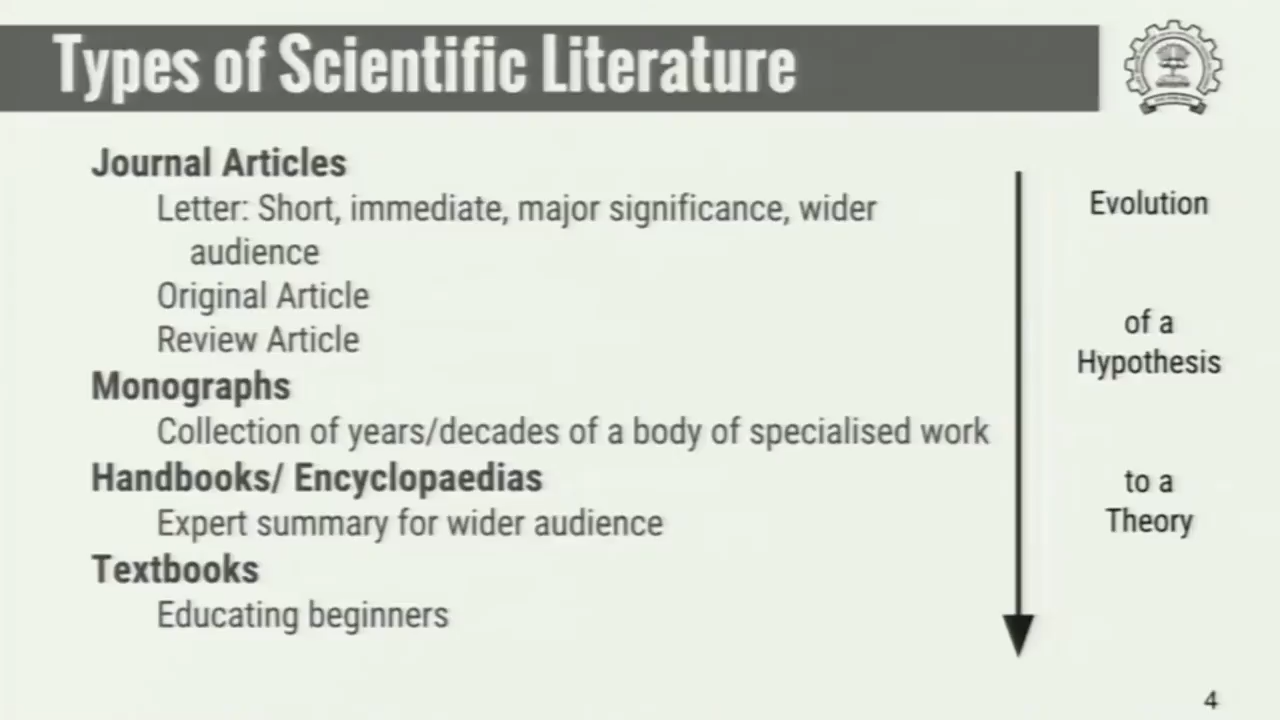 Types of Scientific Literature
Journal Articles
Letter: Short, immediate, major significance, wider
audience
Original Article
Review Article
Monographs
Collection of years/decades of a body of specialised work
Handbooks/ Encyclopaedias
Expert summary for wider audience
Textbooks
Educating beginners
Evolution
of a
Hypothesis
to a
Theory
4